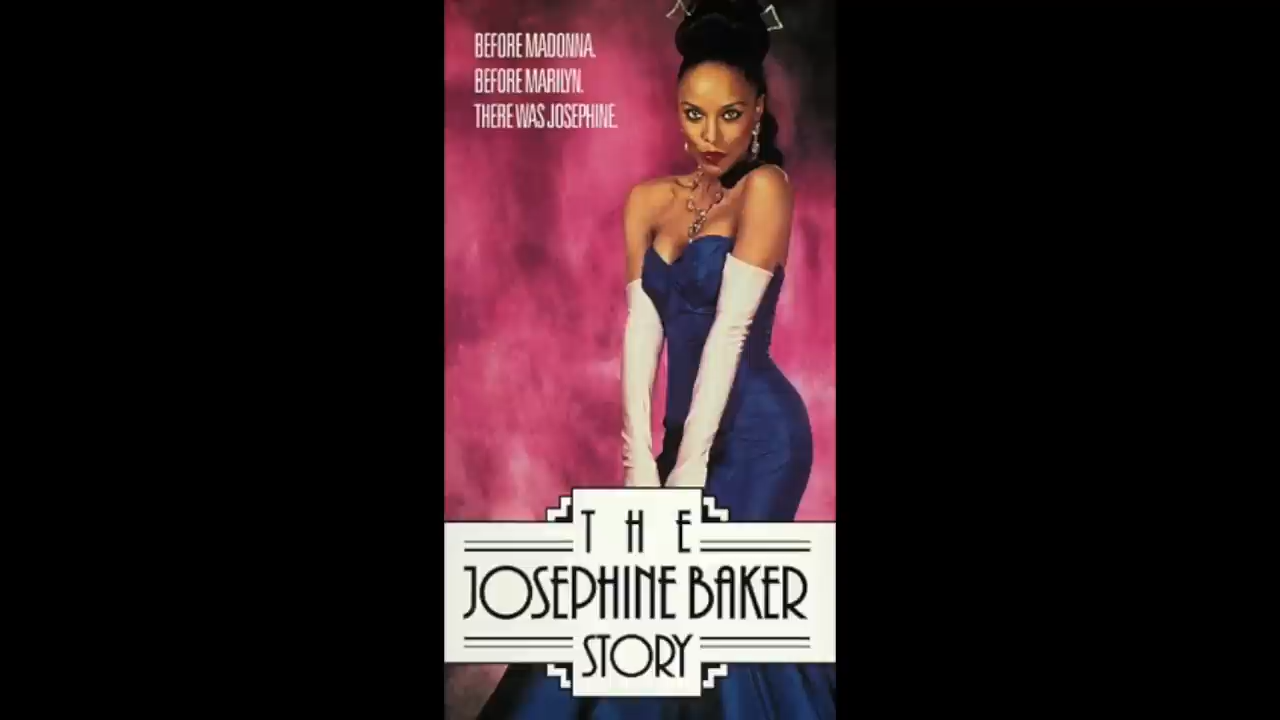 BEFORE MADONNA.
BEFORE MARILYN.
THERE WAS JOSEPHINE.
THE
JOSEPHINE BAKER
STORY